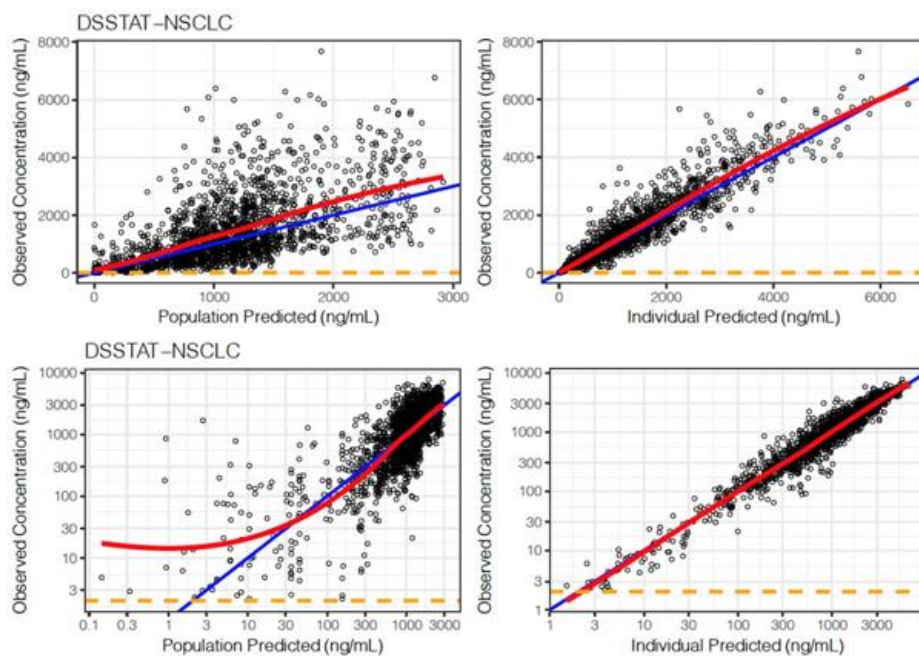 DSSTAT–NSCLC
Observed Concentration (ng/mL)
8000
6000
4000
2000
0
0 1000 2000 3000
Population Predicted (ng/mL)
Observed Concentration (ng/mL)
8000
6000
4000
2000
0
0 2000 4000 6000
Individual Predicted (ng/mL)
DSSTAT–NSCLC
Observed Concentration (ng/mL)
10000
3000
1000
300
100
30
10
3
0.1 0.3 1 3 10 30 100 300 1000 3000
Population Predicted (ng/mL)
Observed Concentration (ng/mL)
10000
3000
1000
300
100
30
10
3
1
1 3 10 30 100 300 1000 3000
Individual Predicted (ng/mL)